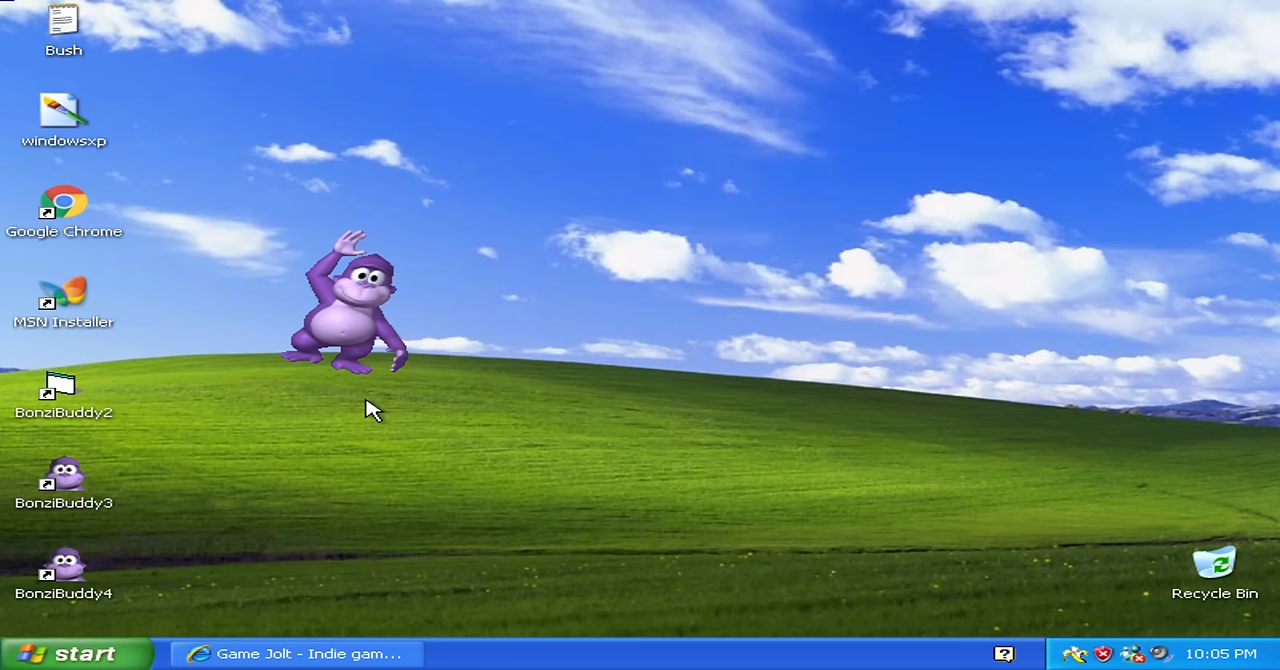 Bush
windowsxp
Google Chrome
MSN Installer
BonziBuddy2
BonziBuddy3
BonziBuddy4
Recycle Bin
start
Game Jolt - Indie gam...
?
10:05 PM